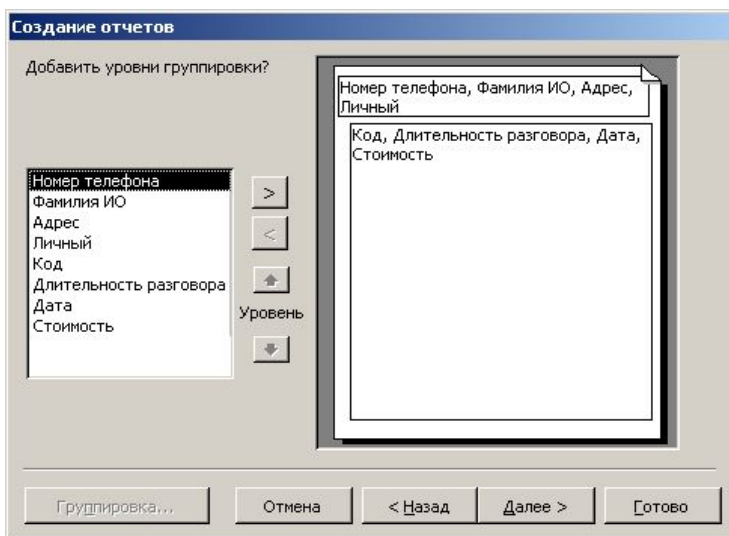 Создание отчетов
Добавить уровни группировки?
Номер телефона
Фамилия ИО
Адрес
Личный
Код
Длительность разговора
Дата
Стоимость
>
<
Уровень
Номер телефона, Фамилия ИО, Адрес,
Личный
Код, Длительность разговора, Дата,
Стоимость
Группировка...
Отмена
< Назад
Далее >
Готово